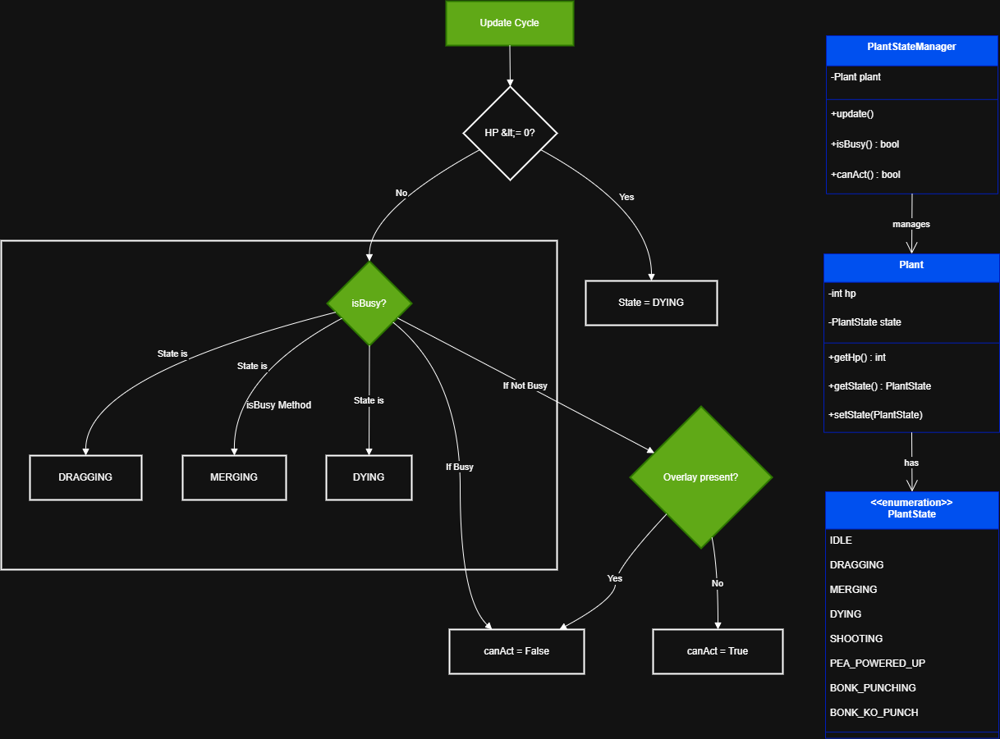 Update Cycle
HP &lt;= 0?
No
Yes
isBusy?
State = DYING
State is
State is
isBusy Method
State is
If Not Busy
If Busy
DRAGGING
MERGING
DYING
Overlay present?
Yes
No
canAct = False
canAct = True
PlantStateManager
-Plant plant
+update()
+isBusy() : bool
+canAct() : bool
manages
Plant
-int hp
-PlantState state
+getHp() : int
+getState() : PlantState
+setState(PlantState)
has
<<enumeration>>
PlantState
IDLE
DRAGGING
MERGING
DYING
SHOOTING
PEA_POWERED_UP
BONK_PUNCHING
BONK_KO_PUNCH